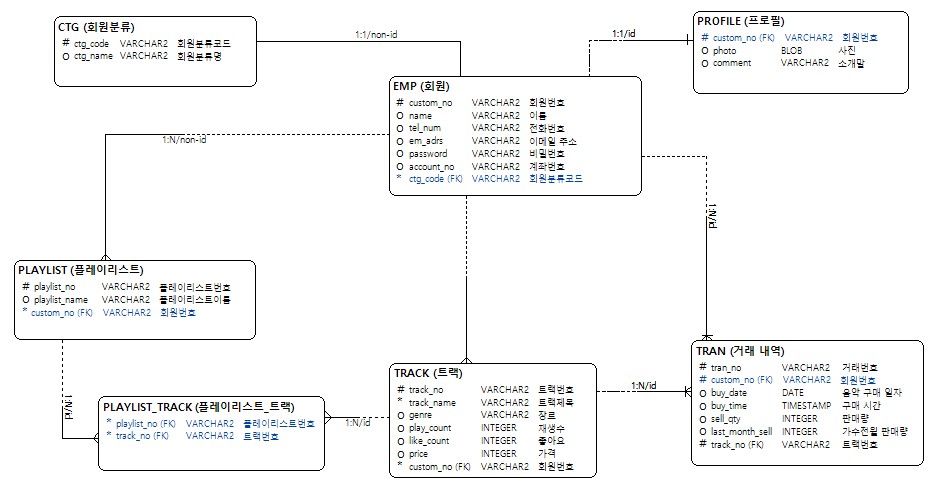 CTG (회원분류)
# ctg_code VARCHAR2 회원분류코드
O ctg_name VARCHAR2 회원분류명
1:1/non-id
1:1/id
PROFILE (프로필)
# custom_no (FK) VARCHAR2 회원번호
O photo BLOB 사진
O comment VARCHAR2 소개말
EMP (회원)
# custom_no VARCHAR2 회원번호
O name VARCHAR2 이름
O tel_num VARCHAR2 전화번호
O em_adrs VARCHAR2 이메일 주소
O password VARCHAR2 비밀번호
O account_no VARCHAR2 계좌번호
* ctg_code (FK) VARCHAR2 회원분류코드
1:N/non-id
1:N/id
PLAYLIST (플레이리스트)
# playlist_no VARCHAR2 플레이리스트번호
O playlist_name VARCHAR2 플레이리스트이름
* custom_no (FK) VARCHAR2 회원번호
1:N/id
PLAYLIST_TRACK (플레이리스트_트랙)
* playlist_no (FK) VARCHAR2 플레이리스트번호
* track_no (FK) VARCHAR2 트랙번호
1:N/id
TRACK (트랙)
# track_no VARCHAR2 트랙번호
* track_name VARCHAR2 트랙제목
O genre VARCHAR2 장르
O play_count INTEGER 재생수
O like_count INTEGER 좋아요
O price INTEGER 가격
* custom_no (FK) VARCHAR2 회원번호
1:N/id
TRAN (거래 내역)
# tran_no VARCHAR2 거래번호
# custom_no (FK) VARCHAR2 회원번호
O buy_date DATE 음악 구매 일자
O buy_time TIMESTAMP 구매 시간
O sell_qty INTEGER 판매량
O last_month_sell INTEGER 가수전월 판매량
# track_no (FK) VARCHAR2 트랙번호